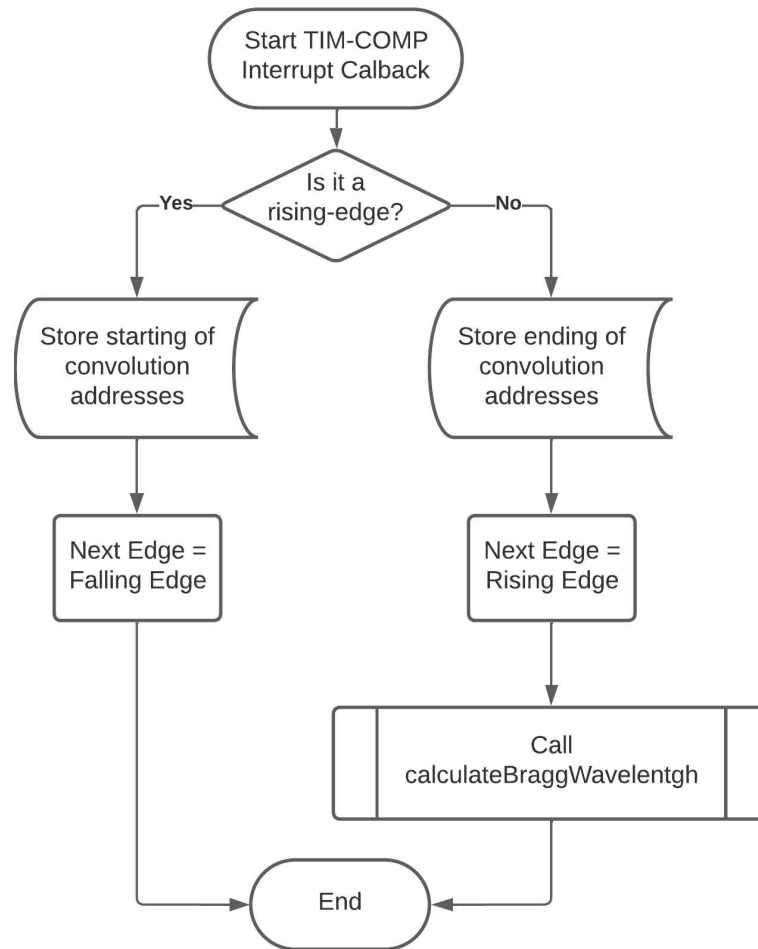 Start TIM-COMP
Interrupt Calback
Is it a
rising-edge?
Yes
No
Store starting of
convolution
addresses
Store ending of
convolution
addresses
Next Edge =
Falling Edge
Next Edge =
Rising Edge
Call
calculateBraggWavelentgh
End